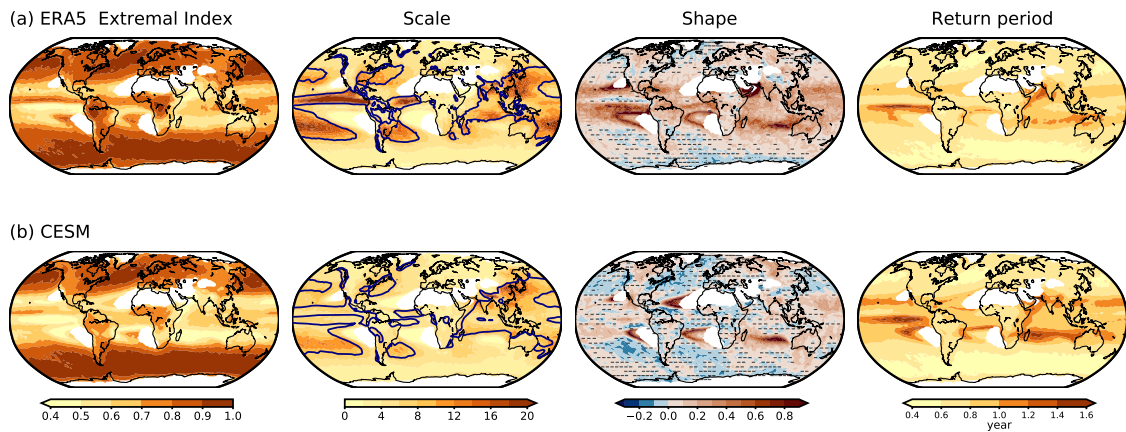 (a) ERA5 Extremal Index Scale Shape Return period
(b) CESM
0.4 0.5 0.6 0.7 0.8 0.9 1.0
0 4 8 12 16 20
−0.2 0.0 0.2 0.4 0.6 0.8
0.4 0.6 0.8 1.0 1.2 1.4 1.6
year